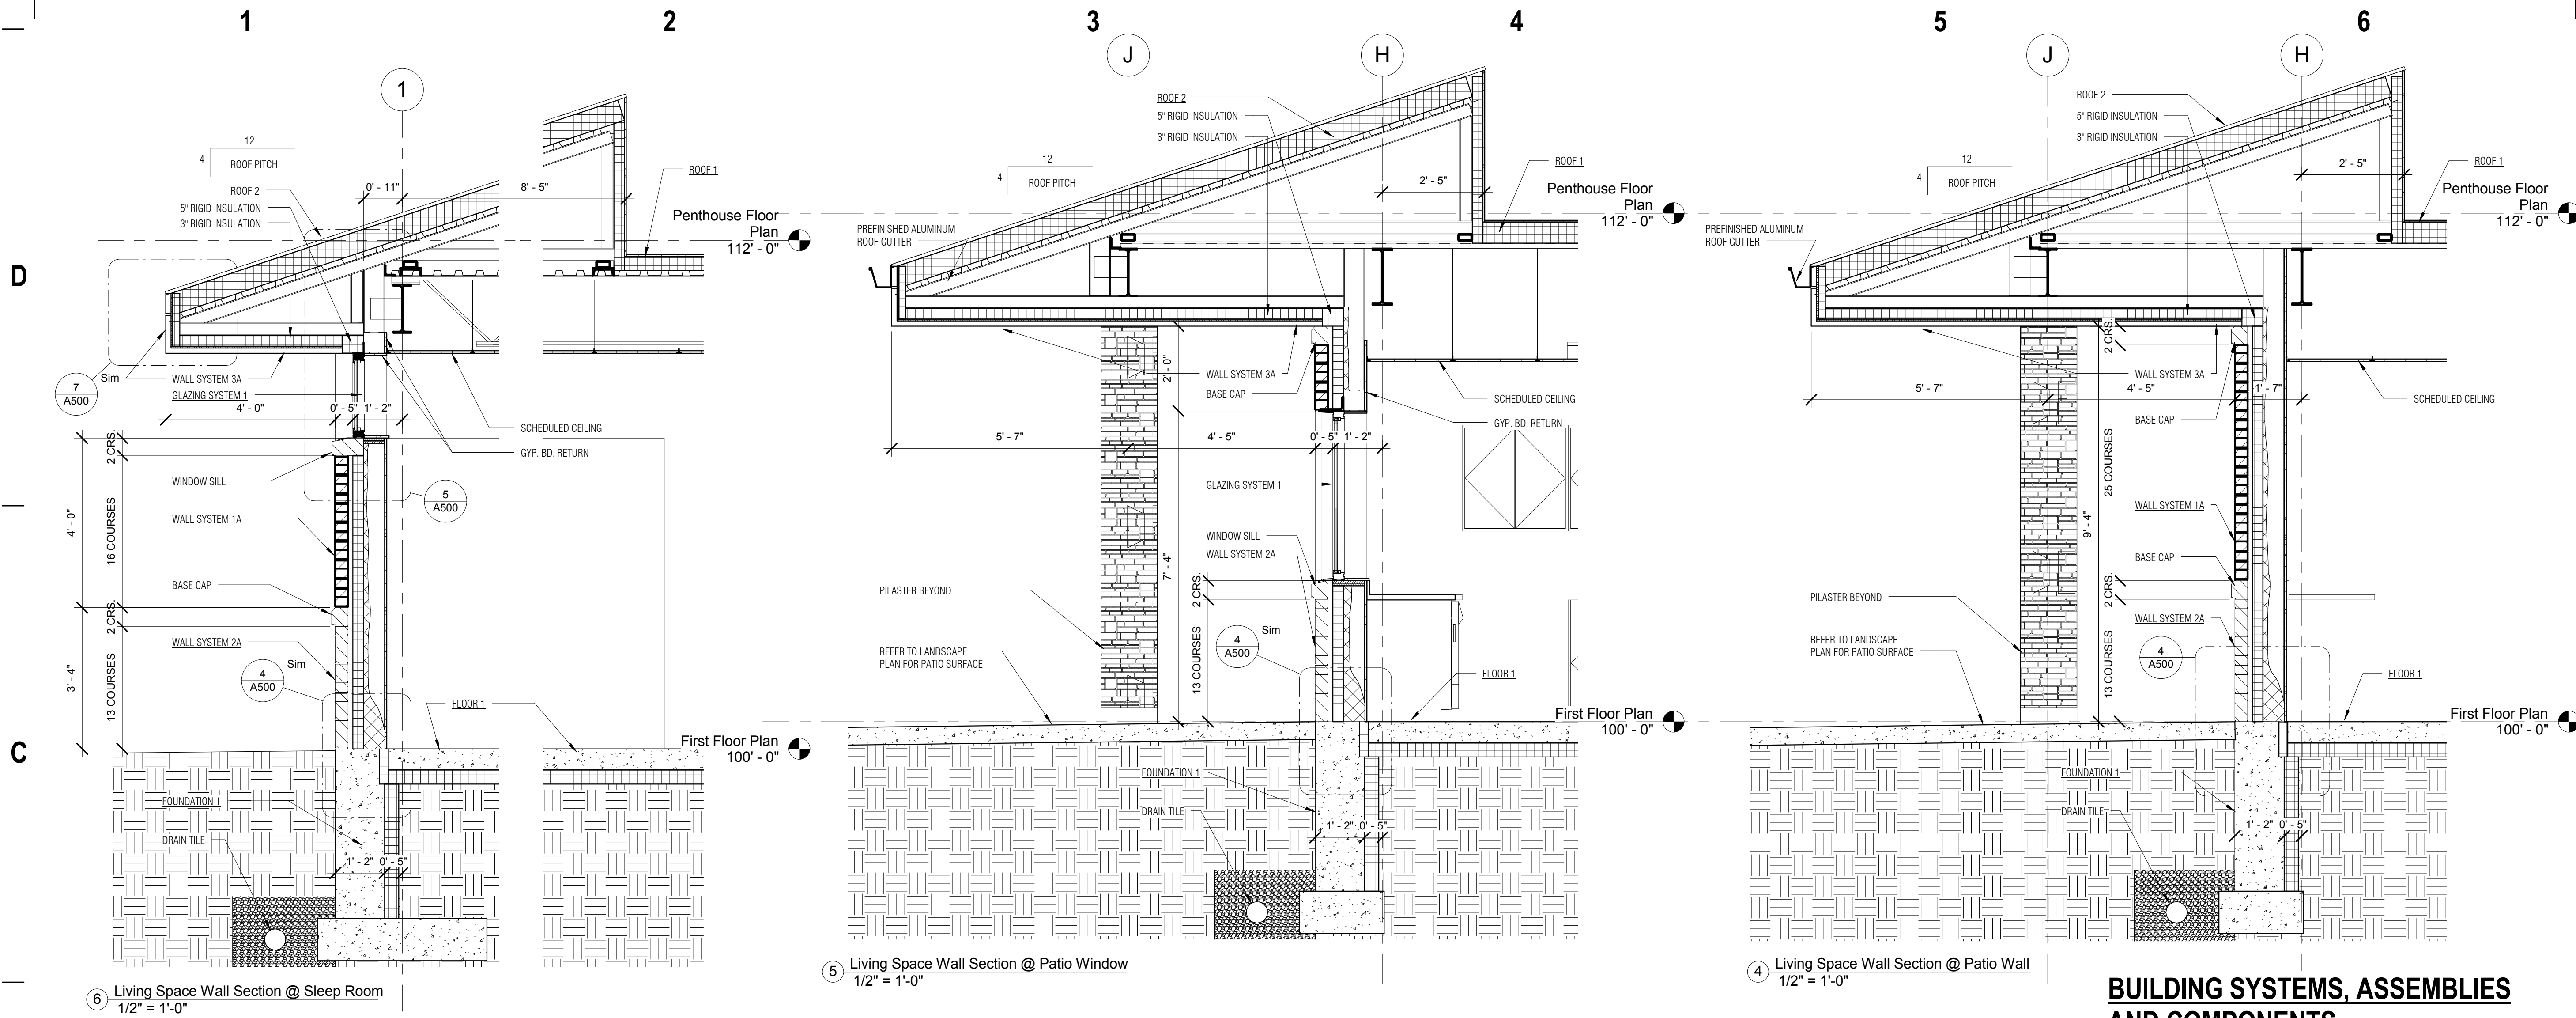 1
2
3
4
5
6
D
C
1
12
4
ROOF PITCH
0' - 11"
8' - 5"
ROOF 2
5" RIGID INSULATION
3" RIGID INSULATION
ROOF 1
Penthouse Floor
Plan
112' - 0"
7
A500
Sim
WALL SYSTEM 3A
GLAZING SYSTEM 1
4' - 0"
0' - 5"
1' - 2"
SCHEDULED CEILING
GYP. BD. RETURN
2 CRS.
WINDOW SILL
5
A500
4' - 0"
16 COURSES
WALL SYSTEM 1A
BASE CAP
2 CRS.
WALL SYSTEM 2A
3' - 4"
13 COURSES
4
A500
Sim
FLOOR 1
First Floor Plan
100' - 0"
FOUNDATION 1
DRAIN TILE
1' - 2"
0' - 5"
6
Living Space Wall Section @ Sleep Room
1/2" = 1'-0"
J
H
ROOF 2
5" RIGID INSULATION
3" RIGID INSULATION
12
4
ROOF PITCH
ROOF 1
2' - 5"
Penthouse Floor
Plan
112' - 0"
PREFINISHED ALUMINUM
ROOF GUTTER
2' - 0"
WALL SYSTEM 3A
BASE CAP
SCHEDULED CEILING
GYP. BD. RETURN
5' - 7"
4' - 5"
0' - 5"
1' - 2"
GLAZING SYSTEM 1
WINDOW SILL
WALL SYSTEM 2A
7' - 4"
2 CRS.
PILASTER BEYOND
4
A500
Sim
13 COURSES
REFER TO LANDSCAPE
PLAN FOR PATIO SURFACE
FLOOR 1
First Floor Plan
100' - 0"
FOUNDATION 1
DRAIN TILE
1' - 2"
0' - 5"
5
Living Space Wall Section @ Patio Window
1/2" = 1'-0"
J
H
ROOF 2
5" RIGID INSULATION
3" RIGID INSULATION
12
4
ROOF PITCH
ROOF 1
2' - 5"
Penthouse Floor
Plan
112' - 0"
PREFINISHED ALUMINUM
ROOF GUTTER
2 CRS.
WALL SYSTEM 3A
5' - 7"
4' - 5"
1' - 7"
SCHEDULED CEILING
BASE CAP
25 COURSES
WALL SYSTEM 1A
9' - 4"
BASE CAP
2 CRS.
PILASTER BEYOND
WALL SYSTEM 2A
REFER TO LANDSCAPE
PLAN FOR PATIO SURFACE
4
A500
13 COURSES
FLOOR 1
First Floor Plan
100' - 0"
FOUNDATION 1
DRAIN TILE
1' - 2"
0' - 5"
4
Living Space Wall Section @ Patio Wall
1/2" = 1'-0"
BUILDING SYSTEMS, ASSEMBLIES
AND COMPONENTS